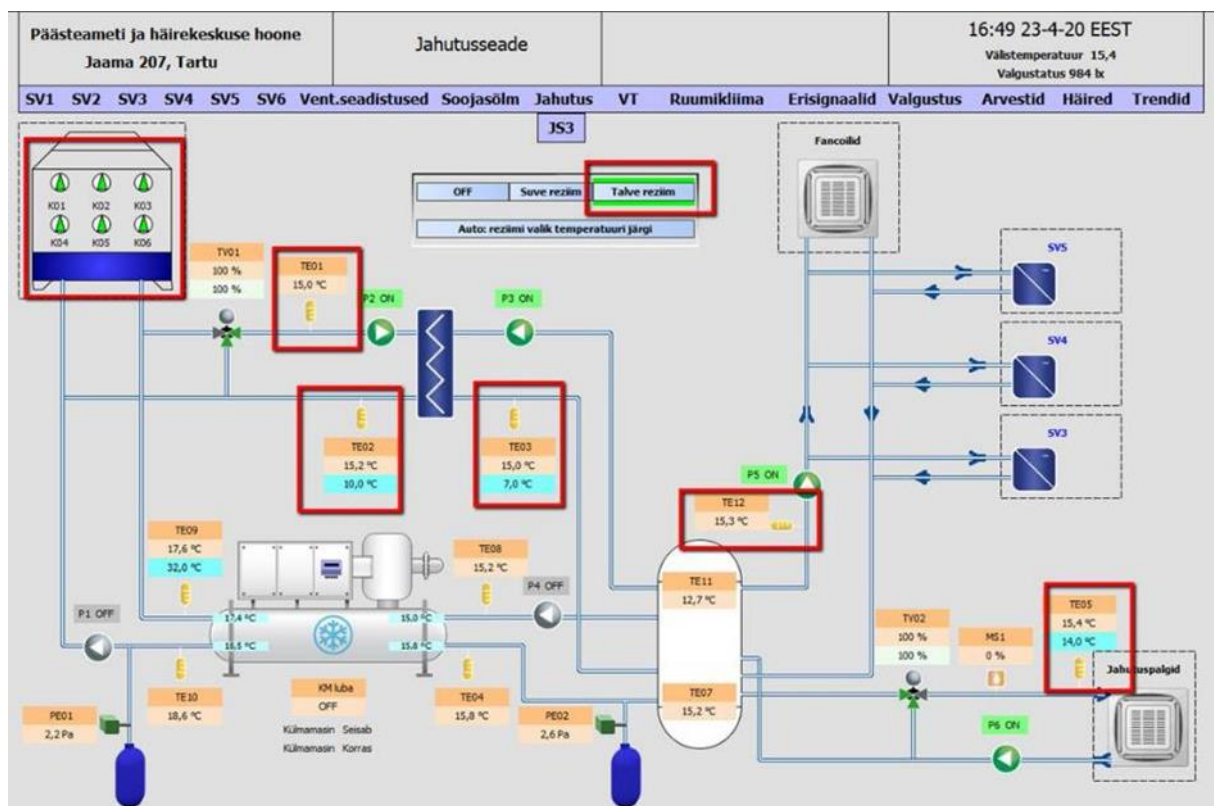 Päästeameti ja häirekeskuse hoone
Jaama 207, Tartu
Jahutusseade
16:49 23-4-20 EEST
Välistemperatuur 15,4
Valgustatus 984 lx
SV1 SV2 SV3 SV4 SV5 SV6 Vent.seadistused Soojasõlm Jahutus VT Ruumikliima Erisignaalid Valgustus Arvestid Häired Trendid
JS3
Fancoilid
K01 K02 K03
K04 K05 K06
OFF Suve reziim Talve reziim
Auto: reziimi valik temperatuuri järgi
TV01
100 %
100 %
TE01
15,0 °C
P2 ON
P3 ON
SV5
SV4
SV3
TE02
15,2 °C
10,0 °C
TE03
15,0 °C
7,0 °C
P5 ON
TE12
15,3 °C
TE09
17,6 °C
32,0 °C
TE08
15,2 °C
P4 OFF
TE11
12,7 °C
P1 OFF
17,4 °C
15,0 °C
16,5 °C
15,8 °C
TV02
100 %
100 %
MS1
0 %
TE05
15,4 °C
14,0 °C
Jahutuspalgid
TE10
18,6 °C
KM luba
OFF
Külmamasin Seisab
Külmamasin Korras
TE04
15,8 °C
TE07
15,2 °C
PE01
2,2 Pa
PE02
2,6 Pa
P6 ON